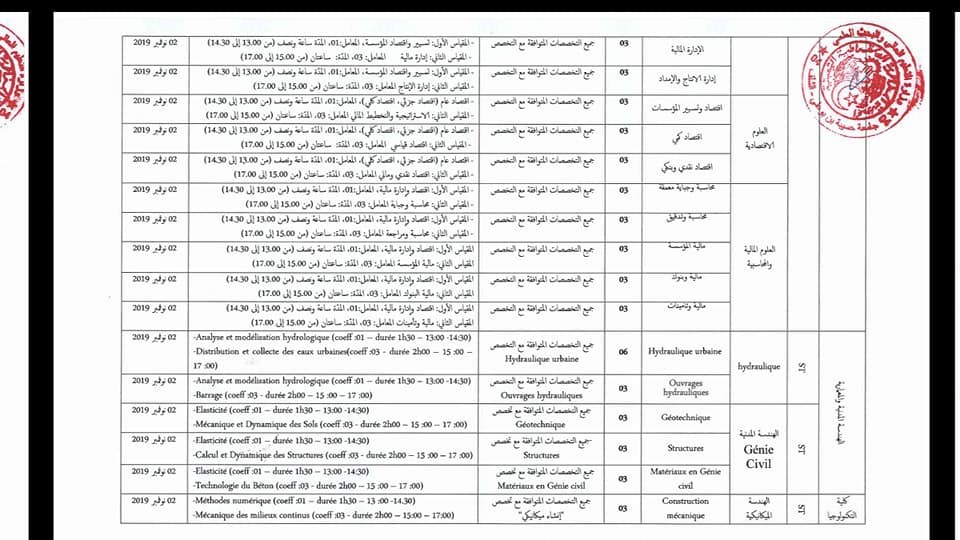 الإدارة المالية 03 جميع التخصصات المتوافقة مع التخصص - المقياس الأول: تسيير واقتصاد المؤسسة، المعامل:01، المدّة ساعة ونصف (من 13.00 إلى 14.30) 02 نوفمبر 2019
- المقياس الثاني: إدارة مالية المعامل: 03، المدّة: ساعتان (من 15.00 إلى 17.00)
إدارة الإنتاج والإمداد 03 جميع التخصصات المتوافقة مع التخصص - المقياس الأول: تسيير واقتصاد المؤسسة، المعامل:01، المدّة ساعة ونصف (من 13.00 إلى 14.30) 02 نوفمبر 2019
- المقياس الثاني: إدارة الإنتاج المعامل: 03، المدّة: ساعتان (من 15.00 إلى 17.00)
العلوم الاقتصادية
اقتصاد وتسيير المؤسسات 03 جميع التخصصات المتوافقة مع التخصص - اقتصاد عام (اقتصاد جزئي، اقتصاد كلي)، المعامل:01، المدّة ساعة ونصف (من 13.00 إلى 14.30) 02 نوفمبر 2019
- المقياس الثاني: الاستراتيجية والتخطيط المالي المعامل: 03، المدّة: ساعتان (من 15.00 إلى 17.00)
اقتصاد كمي 03 جميع التخصصات المتوافقة مع التخصص - اقتصاد عام (اقتصاد جزئي، اقتصاد كلي)، المعامل:01، المدّة ساعة ونصف (من 13.00 إلى 14.30) 02 نوفمبر 2019
- المقياس الثاني: اقتصاد قياسي المعامل: 03، المدّة: ساعتان (من 15.00 إلى 17.00)
اقتصاد نقدي وبنكي 03 جميع التخصصات المتوافقة مع التخصص - اقتصاد عام (اقتصاد جزئي، اقتصاد كلي)، المعامل:01، المدّة ساعة ونصف (من 13.00 إلى 14.30) 02 نوفمبر 2019
- المقياس الثاني: اقتصاد نقدي ومالي المعامل: 03، المدّة: ساعتان (من 15.00 إلى 17.00)
العلوم المالية والمحاسبية
محاسبة وجباية معمقة 03 جميع التخصصات المتوافقة مع التخصص - المقياس الأول: اقتصاد وإدارة مالية، المعامل:01، المدّة ساعة ونصف (من 13.00 إلى 14.30) 02 نوفمبر 2019
- المقياس الثاني: محاسبة وجباية المعامل: 03، المدّة: ساعتان (من 15.00 إلى 17.00)
محاسبة وتدقيق 03 جميع التخصصات المتوافقة مع التخصص - المقياس الأول: اقتصاد وإدارة مالية، المعامل:01، المدّة ساعة ونصف (من 13.00 إلى 14.30) 02 نوفمبر 2019
- المقياس الثاني: محاسبة ومراجعة المعامل: 03، المدّة: ساعتان (من 15.00 إلى 17.00)
مالية المؤسسة 03 جميع التخصصات المتوافقة مع التخصص المقياس الأول: اقتصاد وإدارة مالية، المعامل:01، المدّة ساعة ونصف (من 13.00 إلى 14.30) 02 نوفمبر 2019
المقياس الثاني: مالية المؤسسة المعامل: 03، المدّة: ساعتان (من 15.00 إلى 17.00)
مالية وبنوك 03 جميع التخصصات المتوافقة مع التخصص المقياس الأول: اقتصاد وإدارة مالية، المعامل:01، المدّة ساعة ونصف (من 13.00 إلى 14.30) 02 نوفمبر 2019
المقياس الثاني: مالية البنوك المعامل: 03، المدّة: ساعتان (من 15.00 إلى 17.00)
مالية وتأمينات 03 جميع التخصصات المتوافقة مع التخصص المقياس الأول: اقتصاد وإدارة مالية، المعامل:01، المدّة ساعة ونصف (من 13.00 إلى 14.30) 02 نوفمبر 2019
المقياس الثاني: مالية وتأمينات المعامل: 03، المدّة: ساعتان (من 15.00 إلى 17.00)
الهندسة المدنية والمعمارية
ST hydraulique
Hydraulique urbaine 06 جميع التخصصات المتوافقة مع تخصص -Analyse et modélisation hydrologique (coeff :01 – durée 1h30 – 13:00 -14:30) 02 نوفمبر 2019
Hydraulique urbaine -Distribution et collecte des eaux urbaines(coeff :03 - durée 2h00 – 15 :00 –
17 :00)
Ouvrages 03 جميع التخصصات المتوافقة مع تخصص -Analyse et modélisation hydrologique (coeff :01 – durée 1h30 – 13:00 -14:30) 02 نوفمبر 2019
hydrauliques Ouvrages hydrauliques -Barrage (coeff :03 - durée 2h00 – 15 :00 – 17 :00)
ST الهندسة المدنية
Génie
Civil
Géotechnique 03 جميع التخصصات المتوافقة مع تخصص -Elasticité (coeff :01 – durée 1h30 – 13:00 -14:30) 02 نوفمبر 2019
Géotechnique -Mécanique et Dynamique des Sols (coeff :03 - durée 2h00 – 15 :00 – 17 :00)
Structures 03 جميع التخصصات المتوافقة مع تخصص -Elasticité (coeff :01 – durée 1h30 – 13:00 -14:30) 02 نوفمبر 2019
Structures -Calcul et Dynamique des Structures (coeff :03 - durée 2h00 – 15 :00 – 17 :00)
Matériaux en Génie 03 جميع التخصصات المتوافقة مع تخصص -Elasticité (coeff :01 – durée 1h30 – 13:00 -14:30) 02 نوفمبر 2019
civil Matériaux en Génie civil -Technologie du Béton (coeff :03 - durée 2h00 – 15 :00 – 17 :00)
كلية ST الهندسة Construction 03 جميع التخصصات المتوافقة مع تخصص -Méthodes numérique (coeff :01 – durée 1h30 – 13 :00 -14.30) 02 نوفمبر 2019
التكنولوجيا الميكانيكية mécanique "إنشاء ميكانيكي" -Mécanique des milieux continus (coeff :03 - durée 2h00 – 15:00 – 17:00)